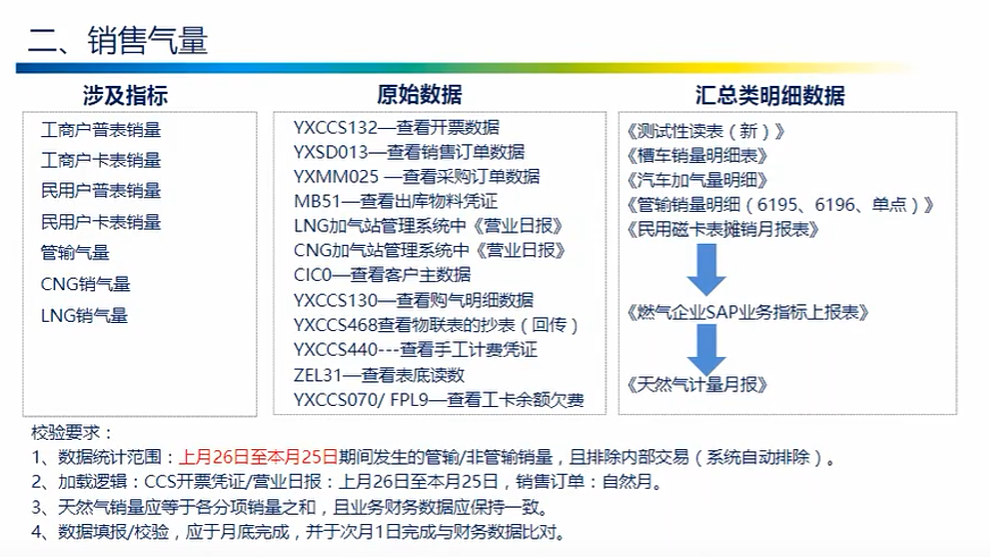 二、销售气量
涉及指标
工商户普表销量
工商户卡表销量
民用户普表销量
民用户卡表销量
管输气量
CNG销气量
LNG销气量
原始数据
YXCCS132—查看开票数据
YXSD013—查看销售订单数据
YXMM025 —查看采购订单数据
MB51—查看出库物料凭证
LNG加气站管理系统中《营业日报》
CNG加气站管理系统中《营业日报》
CIC0—查看客户主数据
YXCCS130—查看购气明细数据
YXCCS468查看物联表的抄表（回传）
YXCCS440---查看手工计费凭证
ZEL31—查看表底读数
YXCCS070/ FPL9—查看工卡余额欠费
汇总类明细数据
《测试性读表（新）》
《槽车销量明细表》
《汽车加气量明细》
《管输销量明细（6195、6196、单点）》
《民用磁卡表摊销月报表》
《燃气企业SAP业务指标上报表》
《天然气计量月报》
校验要求：
1、数据统计范围：上月26日至本月25日期间发生的管输/非管输销量，且排除内部交易（系统自动排除）。
2、加载逻辑：CCS开票凭证/营业日报：上月26日至本月25日，销售订单：自然月。
3、天然气销量应等于各分项销量之和，且业务财务数据应保持一致。
4、数据填报/校验，应于月底完成，并于次月1日完成与财务数据比对。